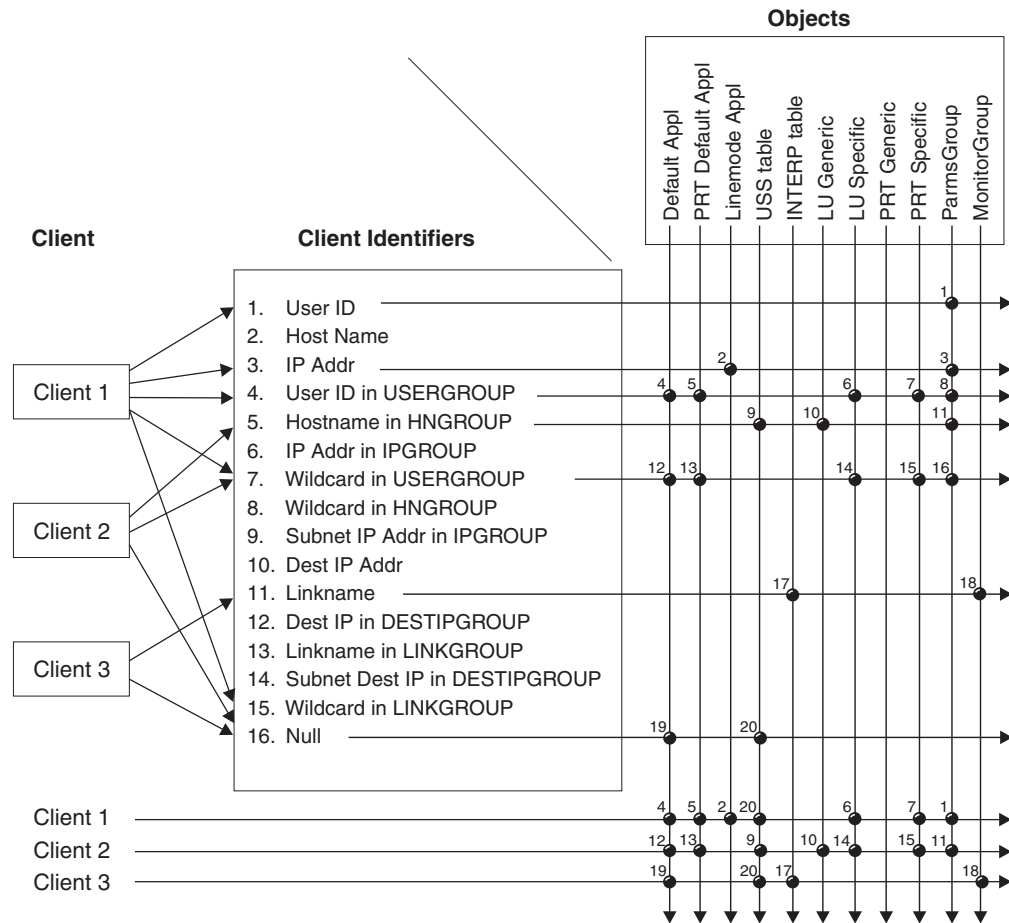 Objects
Default Appl
PRT Default Appl
Linemode Appl
USS table
INTERP table
LU Generic
LU Specific
PRT Generic
PRT Specific
ParmsGroup
MonitorGroup
Client
Client Identifiers
Client 1
Client 2
Client 3
1. User ID
2. Host Name
3. IP Addr
4. User ID in USERGROUP
5. Hostname in HNGROUP
6. IP Addr in IPGROUP
7. Wildcard in USERGROUP
8. Wildcard in HNGROUP
9. Subnet IP Addr in IPGROUP
10. Dest IP Addr
11. Linkname
12. Dest IP in DESTIPGROUP
13. Linkname in LINKGROUP
14. Subnet Dest IP in DESTIPGROUP
15. Wildcard in LINKGROUP
16. Null
1
2 3
4 5 6 7 8
9 10 11
12 13 14 15 16
17 18
19 20
Client 1 4 5 2 20 6 7 1
Client 2 12 13 9 10 14 15 11
Client 3 19 20 17 18